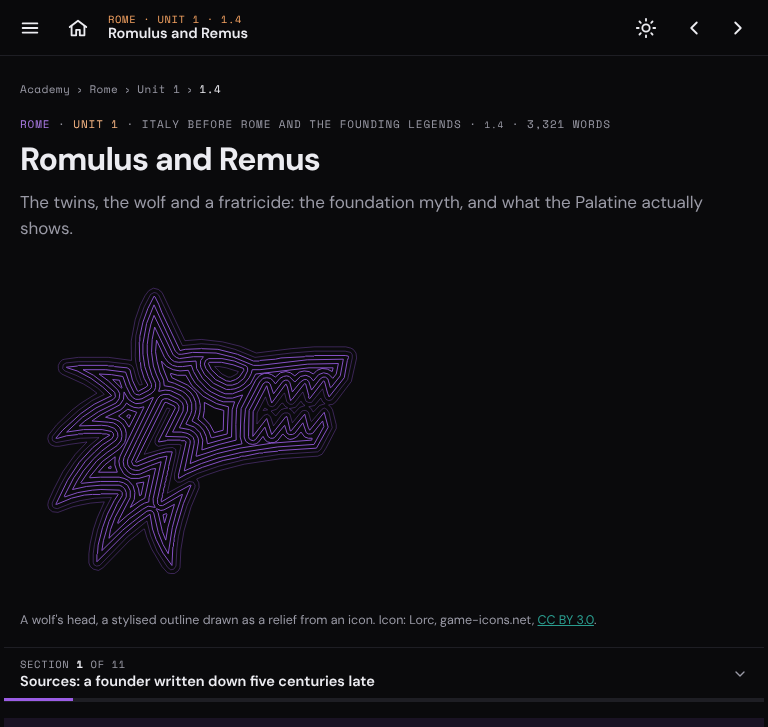 ROME · UNIT 1 · 1.4
Romulus and Remus
Academy › Rome › Unit 1 › 1.4
ROME · UNIT 1 · ITALY BEFORE ROME AND THE FOUNDING LEGENDS · 1.4 · 3,321 WORDS
Romulus and Remus
The twins, the wolf and a fratricide: the foundation myth, and what the Palatine actually
shows.
A wolf's head, a stylised outline drawn as a relief from an icon. Icon: Lorc, game-icons.net, CC BY 3.0.
SECTION 1 OF 11
Sources: a founder written down five centuries late